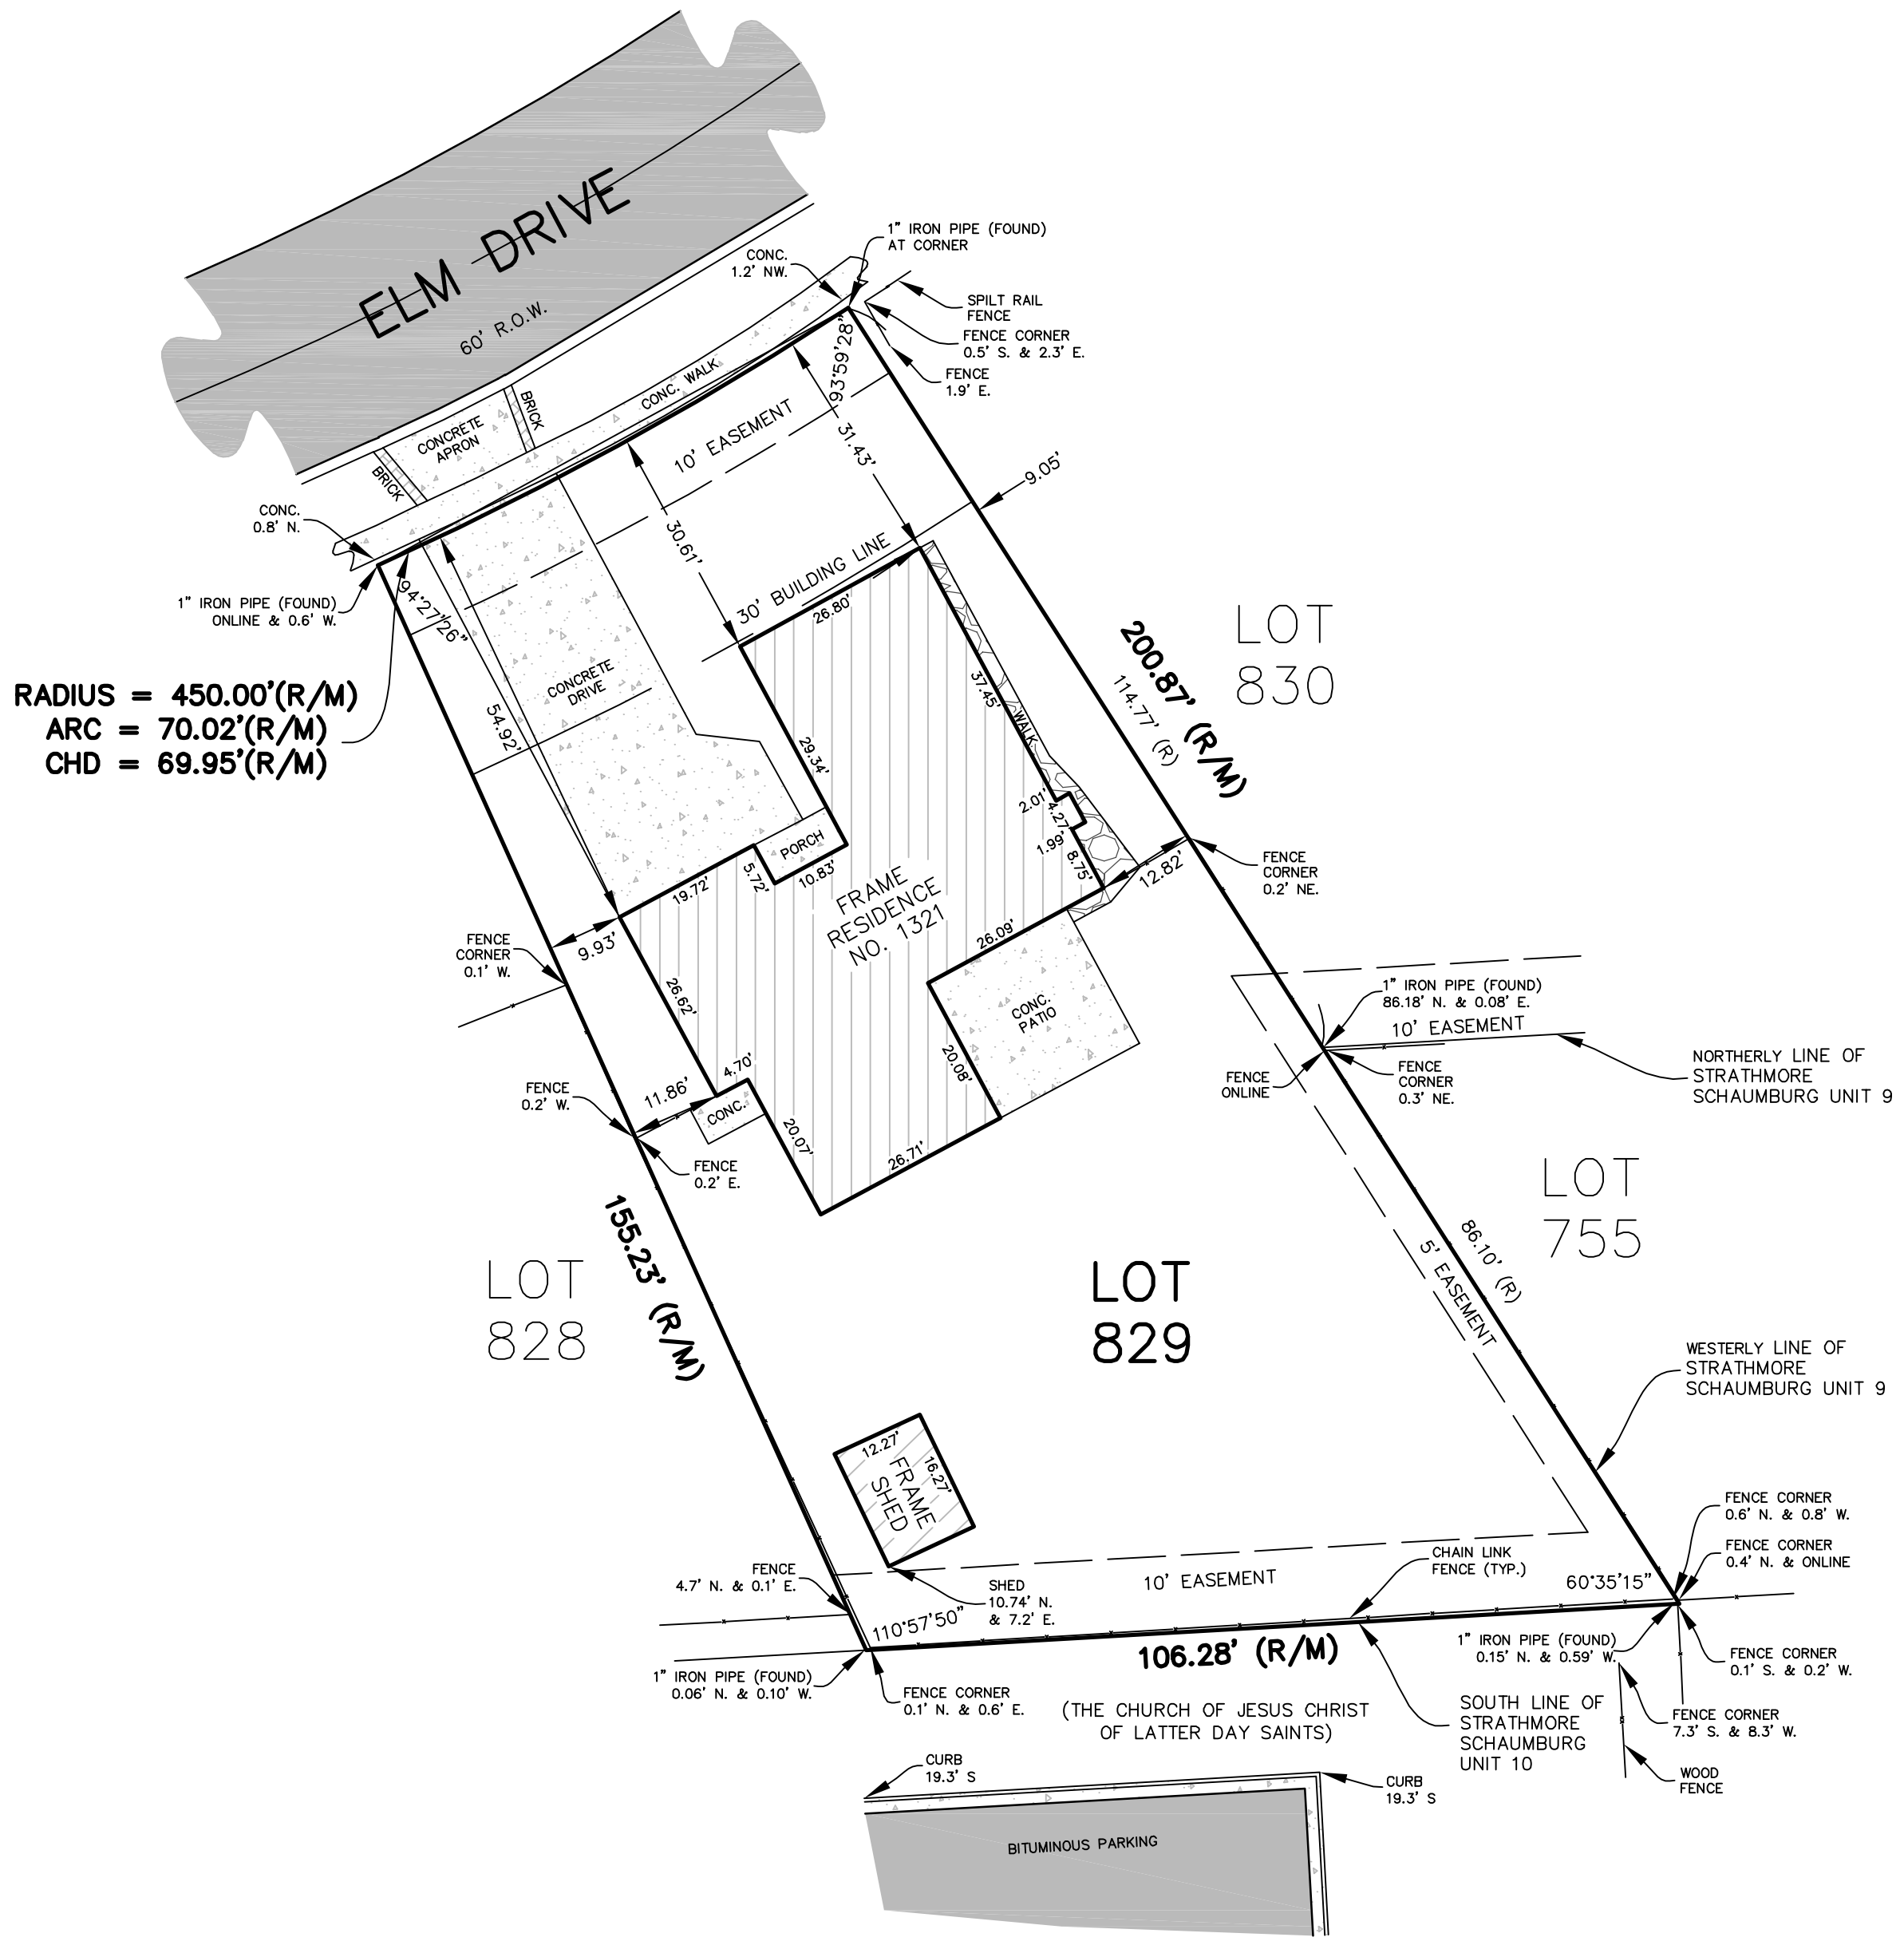 ELM DRIVE
60' R.O.W.
1" IRON PIPE (FOUND)
AT CORNER
CONC.
1.2' NW.
SPILT RAIL
FENCE
FENCE CORNER
0.5' S. & 2.3' E.
FENCE
1.9' E.
93°59'28"
CONC. WALK
BRICK
CONCRETE
APRON
BRICK
10' EASEMENT
31.43'
9.05'
CONC.
0.8' N.
30.61'
30' BUILDING LINE
26.80'
1" IRON PIPE (FOUND)
ONLINE & 0.6' W.
94°27'26"
LOT
830
200.87' (R/M)
114.77' (R)
RADIUS = 450.00'(R/M)
ARC = 70.02'(R/M)
CHD = 69.95'(R/M)
CONCRETE
DRIVE
54.92'
37.45'
WALK
29.34'
2.01'
4.27'
1.99'
8.75'
12.82'
PORCH
5.72'
10.83'
19.72'
FRAME
RESIDENCE
NO. 1321
FENCE
CORNER
0.2' NE.
FENCE
CORNER
0.1' W.
9.93'
26.62'
26.09'
CONC.
PATIO
20.08'
1" IRON PIPE (FOUND)
86.18' N. & 0.08' E.
10' EASEMENT
FENCE
ONLINE
FENCE
CORNER
0.3' NE.
NORTHERLY LINE OF
STRATHMORE
SCHAUMBURG UNIT 9
4.70'
11.86'
CONC.
FENCE
0.2' W.
20.07'
26.71'
FENCE
0.2' E.
LOT
755
86.10' (R)
5' EASEMENT
155.23' (R/M)
LOT
828
LOT
829
WESTERLY LINE OF
STRATHMORE
SCHAUMBURG UNIT 9
12.27'
16.27'
FRAME
SHED
FENCE CORNER
0.6' N. & 0.8' W.
FENCE CORNER
0.4' N. & ONLINE
CHAIN LINK
FENCE (TYP.)
FENCE
4.7' N. & 0.1' E.
SHED
10.74' N.
& 7.2' E.
10' EASEMENT
60°35'15"
110°57'50"
106.28' (R/M)
1" IRON PIPE (FOUND)
0.15' N. & 0.59' W.
FENCE CORNER
0.1' S. & 0.2' W.
1" IRON PIPE (FOUND)
0.06' N. & 0.10' W.
FENCE CORNER
0.1' N. & 0.6' E.
(THE CHURCH OF JESUS CHRIST
OF LATTER DAY SAINTS)
SOUTH LINE OF
STRATHMORE
SCHAUMBURG
UNIT 10
FENCE CORNER
7.3' S. & 8.3' W.
WOOD
FENCE
CURB
19.3' S
CURB
19.3' S
BITUMINOUS PARKING